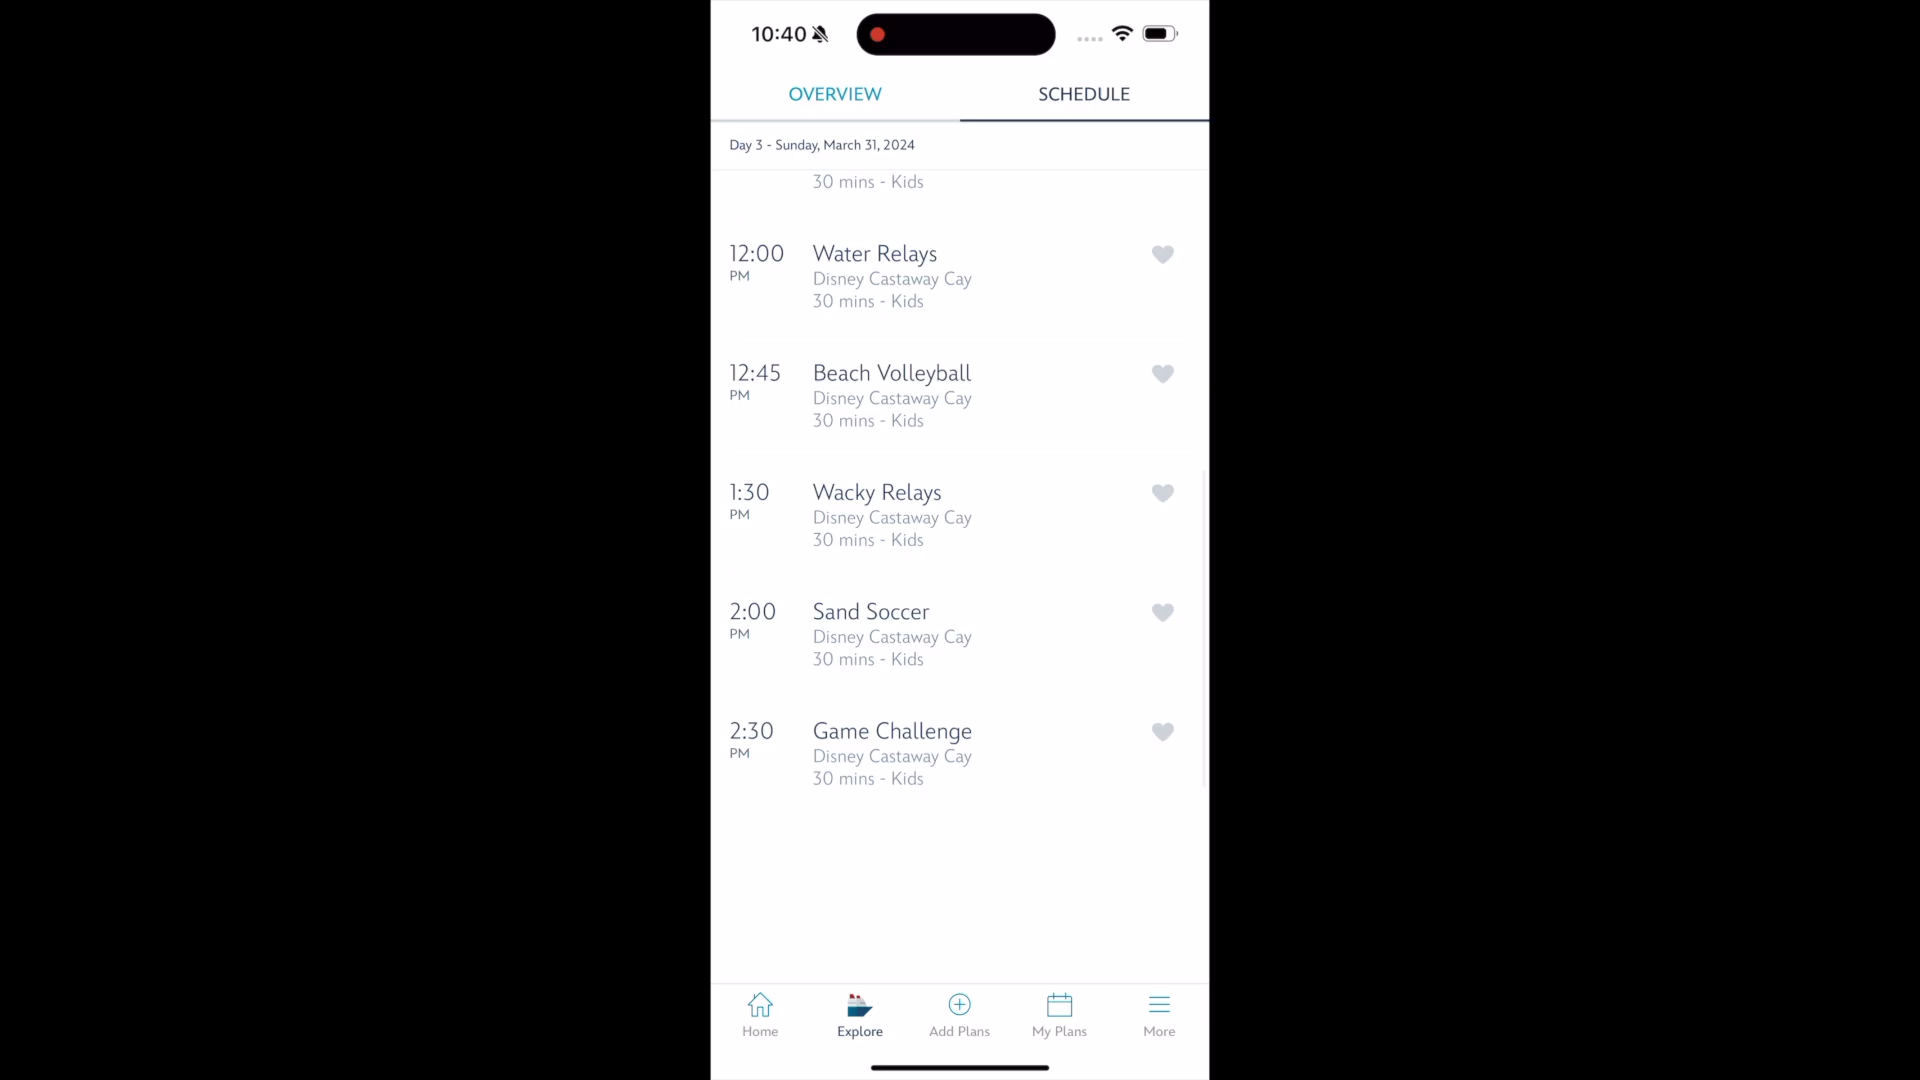 10:40
OVERVIEW
SCHEDULE
Day 3 - Sunday, March 31, 2024
30 mins - Kids
12:00
PM
Water Relays
Disney Castaway Cay
30 mins - Kids
12:45
PM
Beach Volleyball
Disney Castaway Cay
30 mins - Kids
1:30
PM
Wacky Relays
Disney Castaway Cay
30 mins - Kids
2:00
PM
Sand Soccer
Disney Castaway Cay
30 mins - Kids
2:30
PM
Game Challenge
Disney Castaway Cay
30 mins - Kids
Home
Explore
Add Plans
My Plans
More